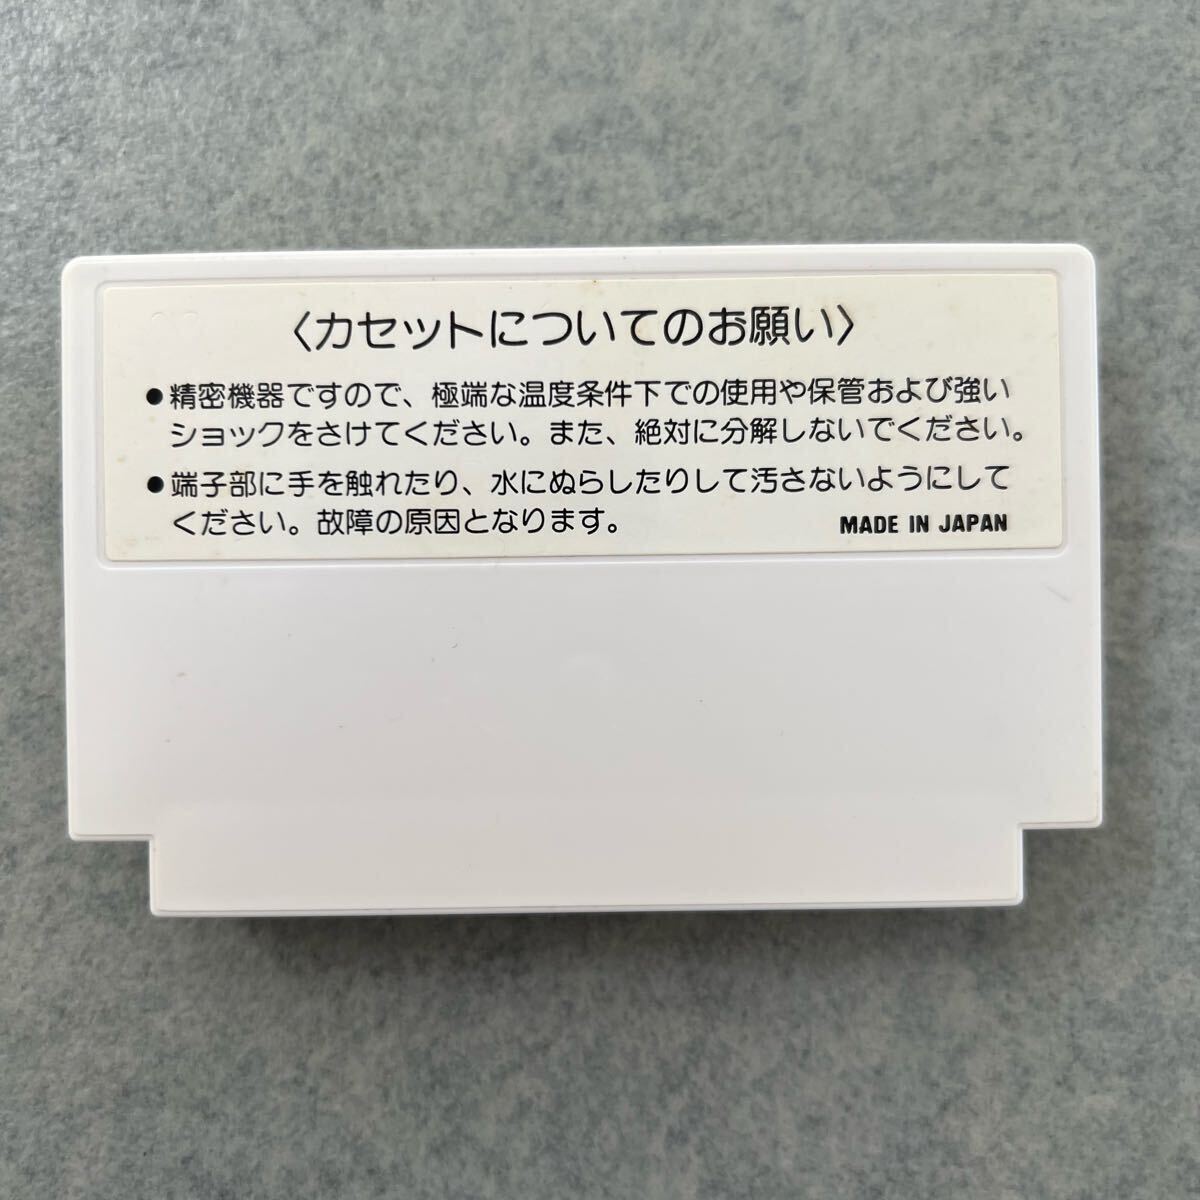 〈カセットについてのお願い〉
●精密機器ですので、極端な温度条件下での使用や保管および強い
ショックをさけてください。また、絶対に分解しないでください。
●端子部に手を触れたり、水にぬらしたりして汚さないようにして
ください。故障の原因となります。
MADE IN JAPAN